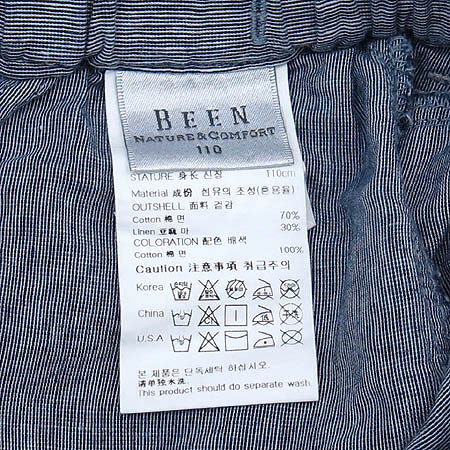 BEEN
NATURE&COMFORT
110
STATURE 身长 신장 110cm
Material 成份 섬유의 조성(혼용율)
OUTSHELL 面料 겉감
Cotton 棉 면 70%
Linen 亚麻 마 30%
COLORATION 配色 배색
Cotton 棉 면 100%
Caution 注意事項 취급주의
Korea
China
U.S.A
본 제품은 단독세탁 하십시오.
请单独水洗.
This product should do separate wash.